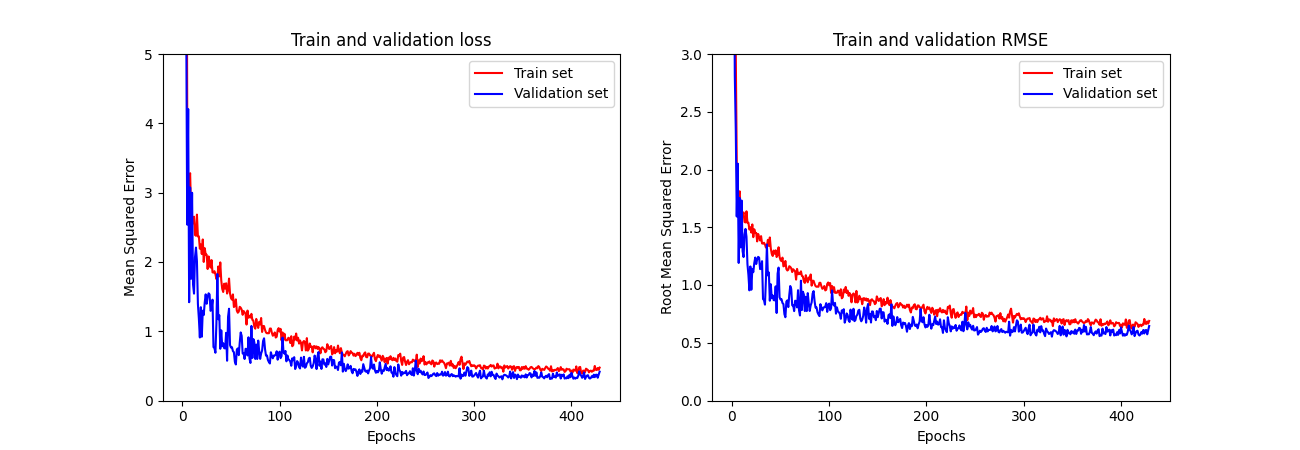 Train and validation loss
Mean Squared Error
5
4
3
2
1
0
Train set
Validation set
0
100
200
300
400
Epochs
Train and validation RMSE
Root Mean Squared Error
3.0
2.5
2.0
1.5
1.0
0.5
0.0
Train set
Validation set
0
100
200
300
400
Epochs